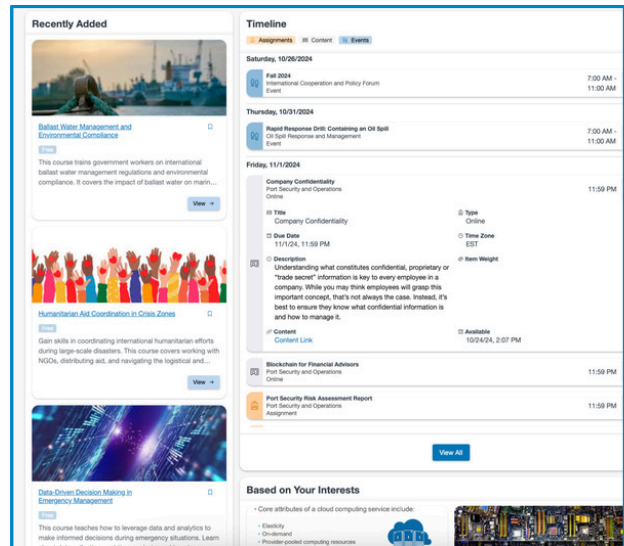 Recently Added
Ballast Water Management and
Environmental Compliance
Free
This course trains government workers on international
ballast water management regulations and environmental
compliance. It covers the impact of ballast water on marin...
View →
Humanitarian Aid Coordination in Crisis Zones
Free
Gain skills in coordinating international humanitarian efforts
during large-scale disasters. This course covers working with
NGOs, distributing aid, and navigating the logistical and...
View →
Data-Driven Decision Making in
Emergency Management
Free
This course teaches how to leverage data and analytics to
make informed decisions during emergency situations. Learn
Timeline
Assignments Content Events
Saturday, 10/26/2024
Fall 2024
International Cooperation and Policy Forum
Event
7:00 AM -
11:00 AM
Thursday, 10/31/2024
Rapid Response Drill: Containing an Oil Spill
Oil Spill Response and Management
Event
7:00 AM -
11:00 AM
Friday, 11/1/2024
Company Confidentiality
Port Security and Operations
Online
11:59 PM
Title
Company Confidentiality
Type
Online
Due Date
11/1/24, 11:59 PM
Time Zone
EST
Description
Understanding what constitutes confidential, proprietary or
"trade secret" information is key to every employee in a
company. While you may think employees will grasp this
important concept, that's not always the case. Instead, it's
best to ensure they know what confidential information is
and how to manage it.
Item Weight
Content
Content Link
Available
10/24/24, 2:07 PM
Blockchain for Financial Advisors
Port Security and Operations
Online
11:59 PM
Port Security Risk Assessment Report
Port Security and Operations
Assignment
11:59 PM
View All
Based on Your Interests
• Core attributes of a cloud computing service include:
• Elasticity
• On-demand
• Provider-pooled computing resources